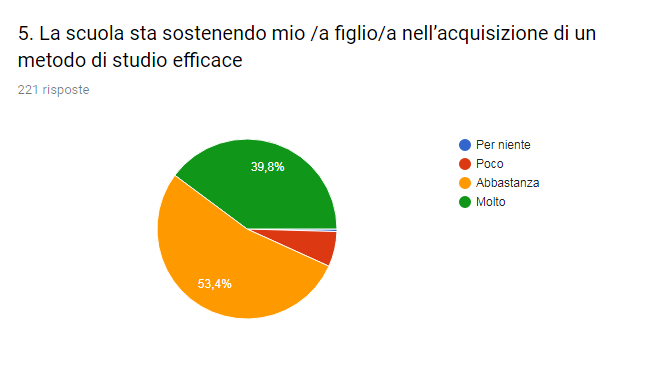 5. La scuola sta sostenendo mio /a figlio/a nell’acquisizione di un
metodo di studio efficace
221 risposte
39,8%
53,4%
Per niente
Poco
Abbastanza
Molto